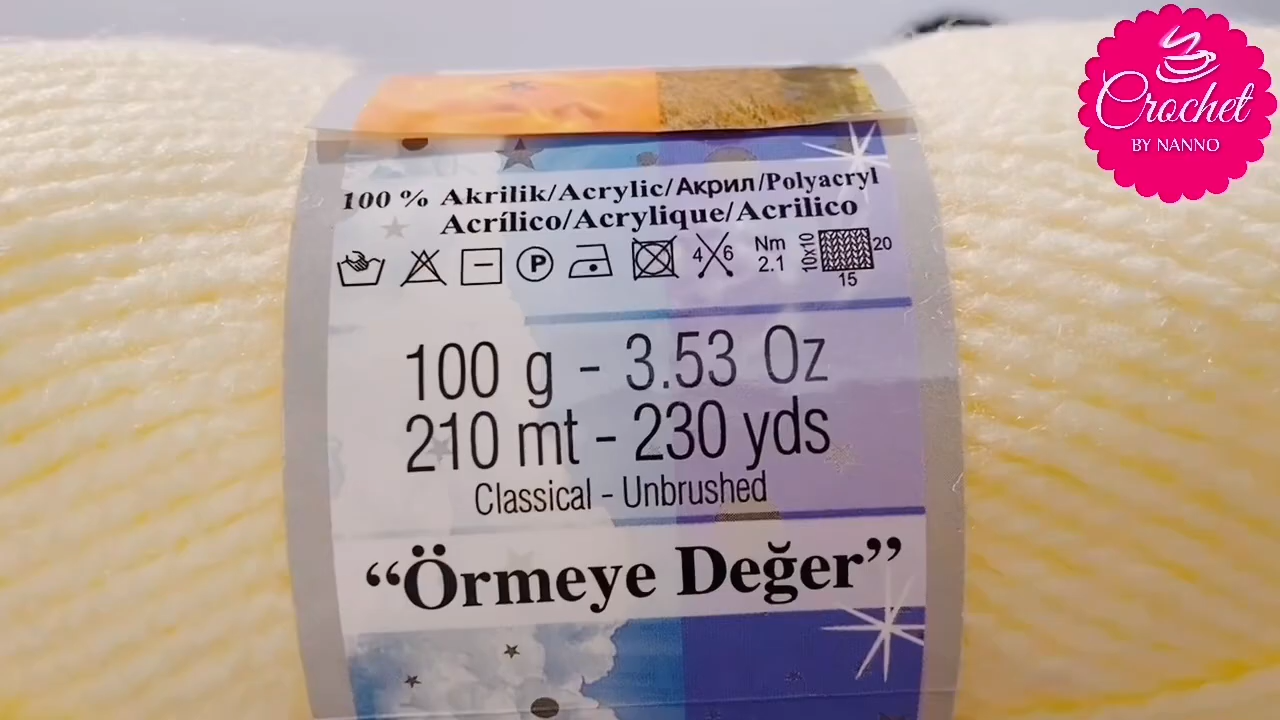 Crochet
BY NANNO
100 % Akrilik/Acrylic/Акрил/Polyacryl
Acrílico/Acrylique/Acrilico
P
4 6
Nm
2.1
10x10
20
15
100 g - 3.53 Oz
210 mt - 230 yds
Classical - Unbrushed
“Örmeye Değer”